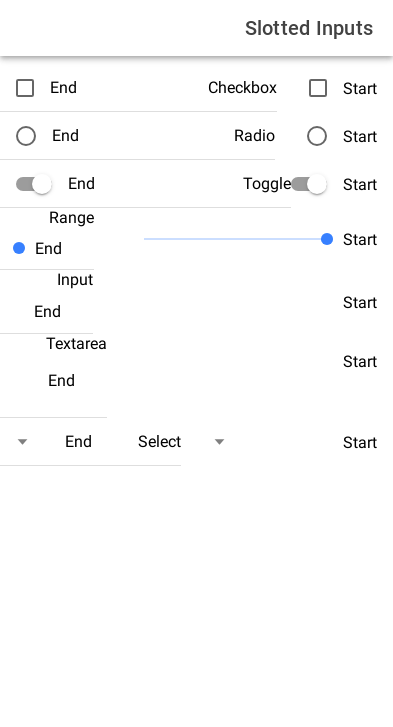 Slotted Inputs
End Checkbox Start
End Radio Start
End Toggle Start
Range
End Start
Input
End Start
Textarea
End Start
End Select Start